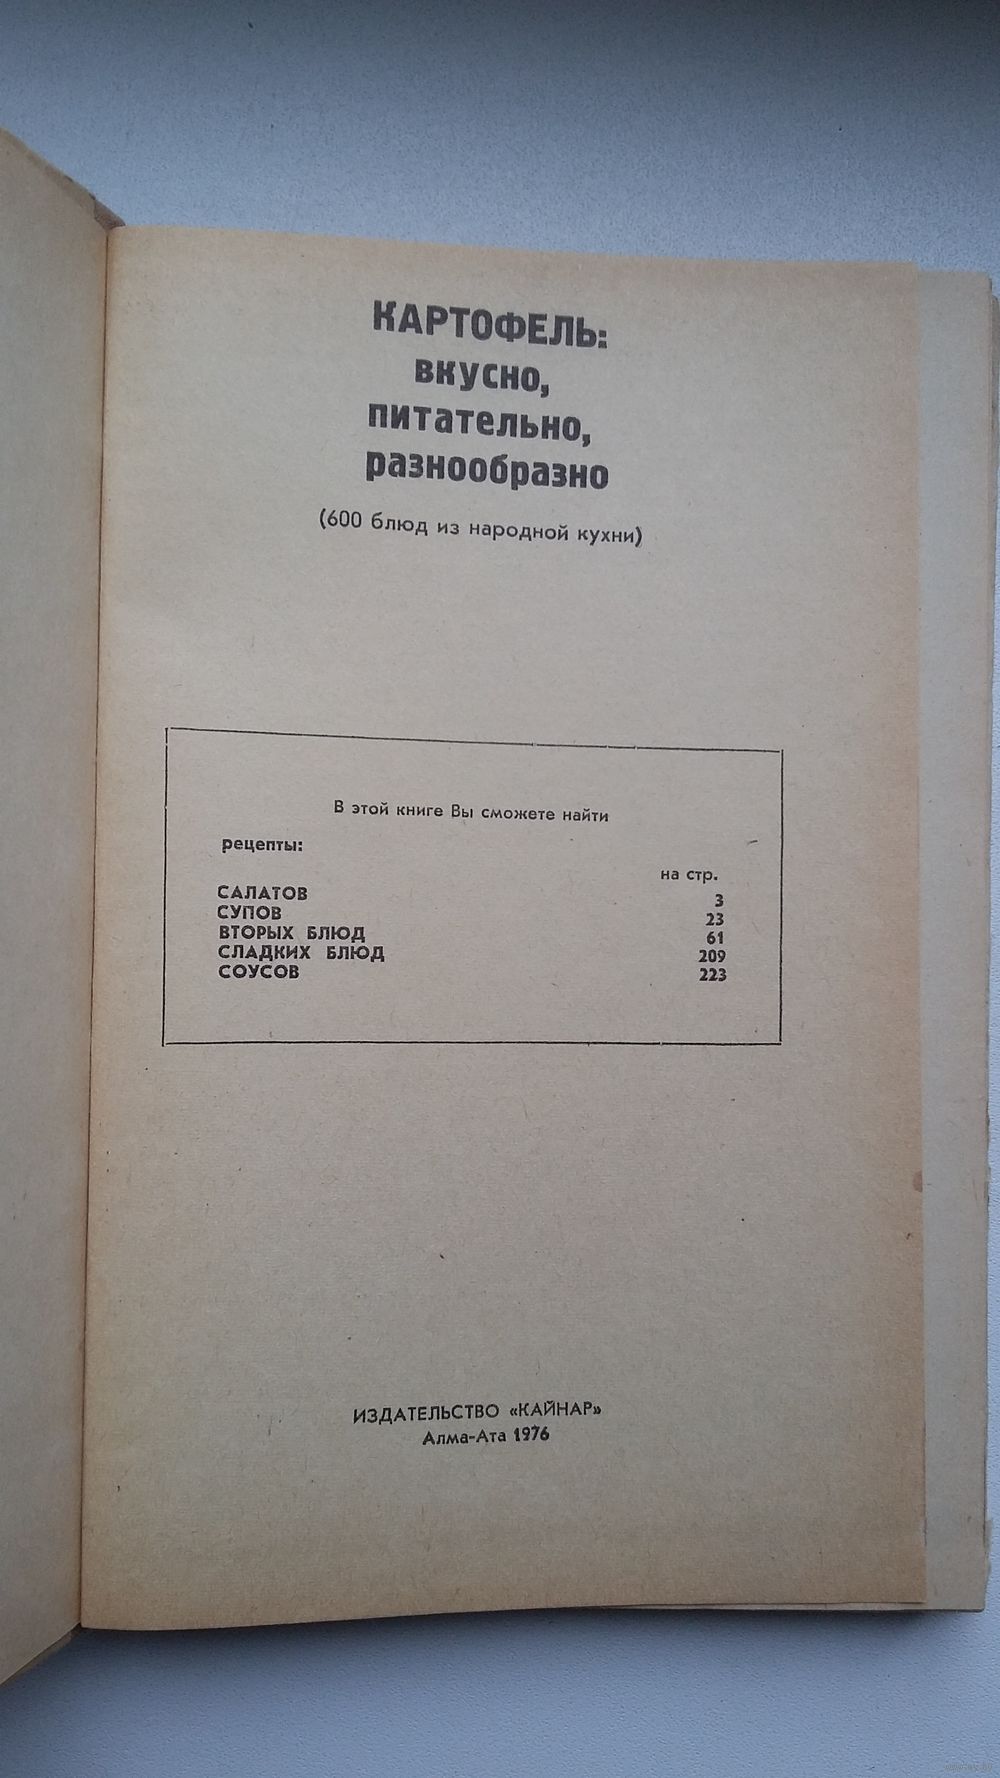 КАРТОФЕЛЬ:
вкусно,
питательно,
разнообразно
(600 блюд из народной кухни)
В этой книге Вы сможете найти
рецепты:
на стр.
САЛАТОВ 3
СУПОВ 23
ВТОРЫХ БЛЮД 61
СЛАДКИХ БЛЮД 209
СОУСОВ 223
ИЗДАТЕЛЬСТВО «КАЙНАР»
Алма-Ата 1976